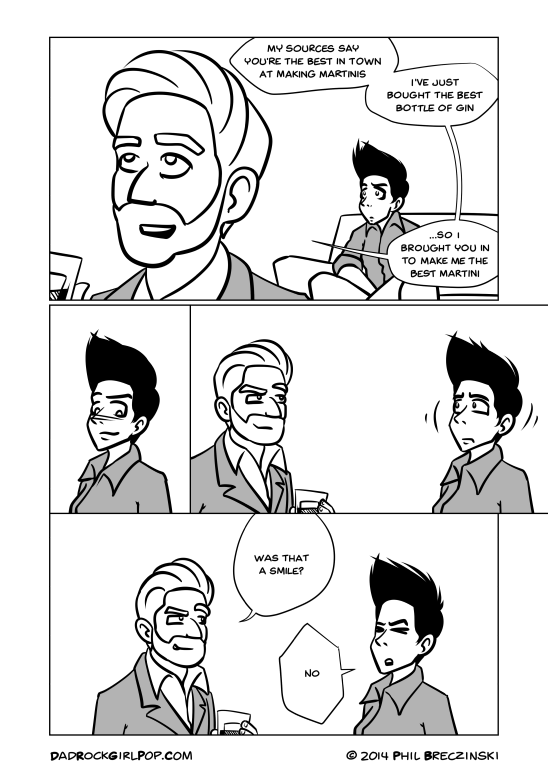 MY SOURCES SAY
YOU'RE THE BEST IN TOWN
AT MAKING MARTINIS
I'VE JUST
BOUGHT THE BEST
BOTTLE OF GIN
...SO I
BROUGHT YOU IN
TO MAKE ME THE
BEST MARTINI
WAS THAT
A SMILE?
NO
DADROCKGIRLPOP.COM
© 2014 PHIL BRECZINSKI